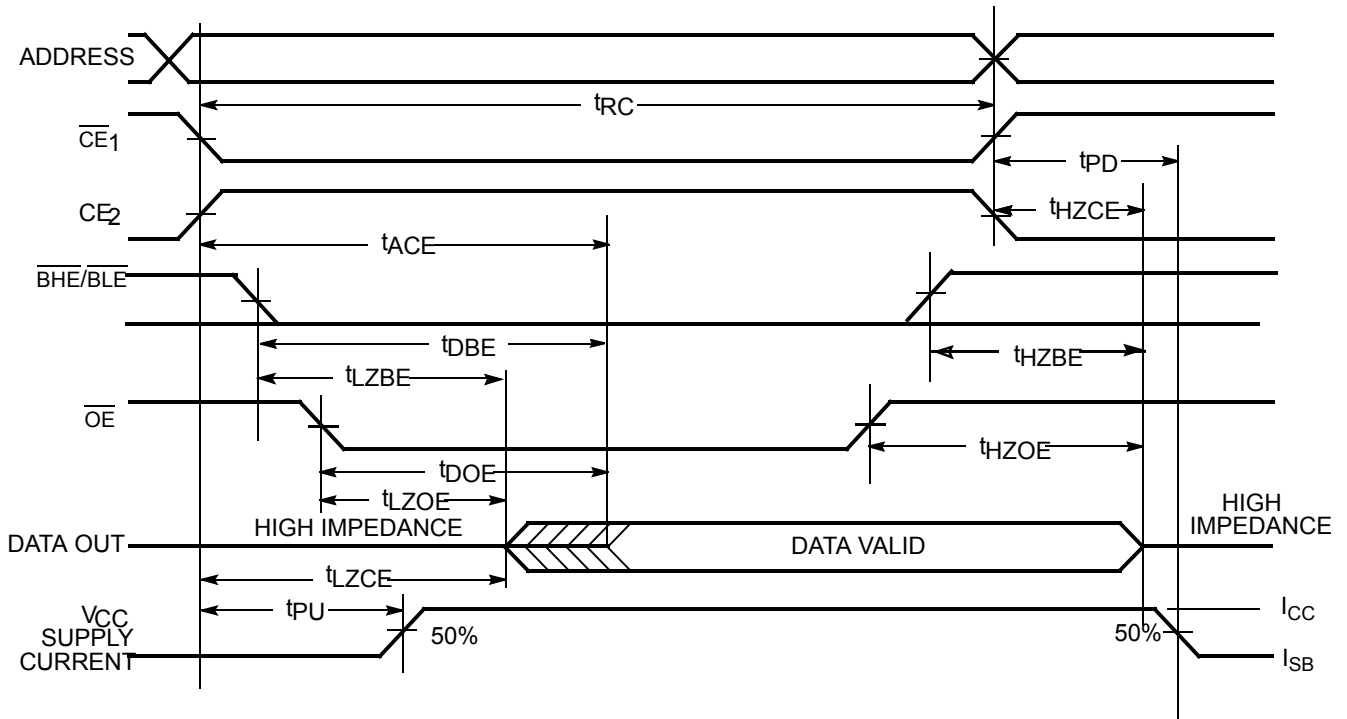 ADDRESS
tRC
CE1
tPD
CE2
tHZCE
tACE
BHE/BLE
tDBE
tHZBE
tLZBE
OE
tHZOE
tDOE
tLZOE
HIGH IMPEDANCE
HIGH
IMPEDANCE
DATA OUT
DATA VALID
tLZCE
VCC
SUPPLY
CURRENT
tPU
50%
50%
ICC
ISB